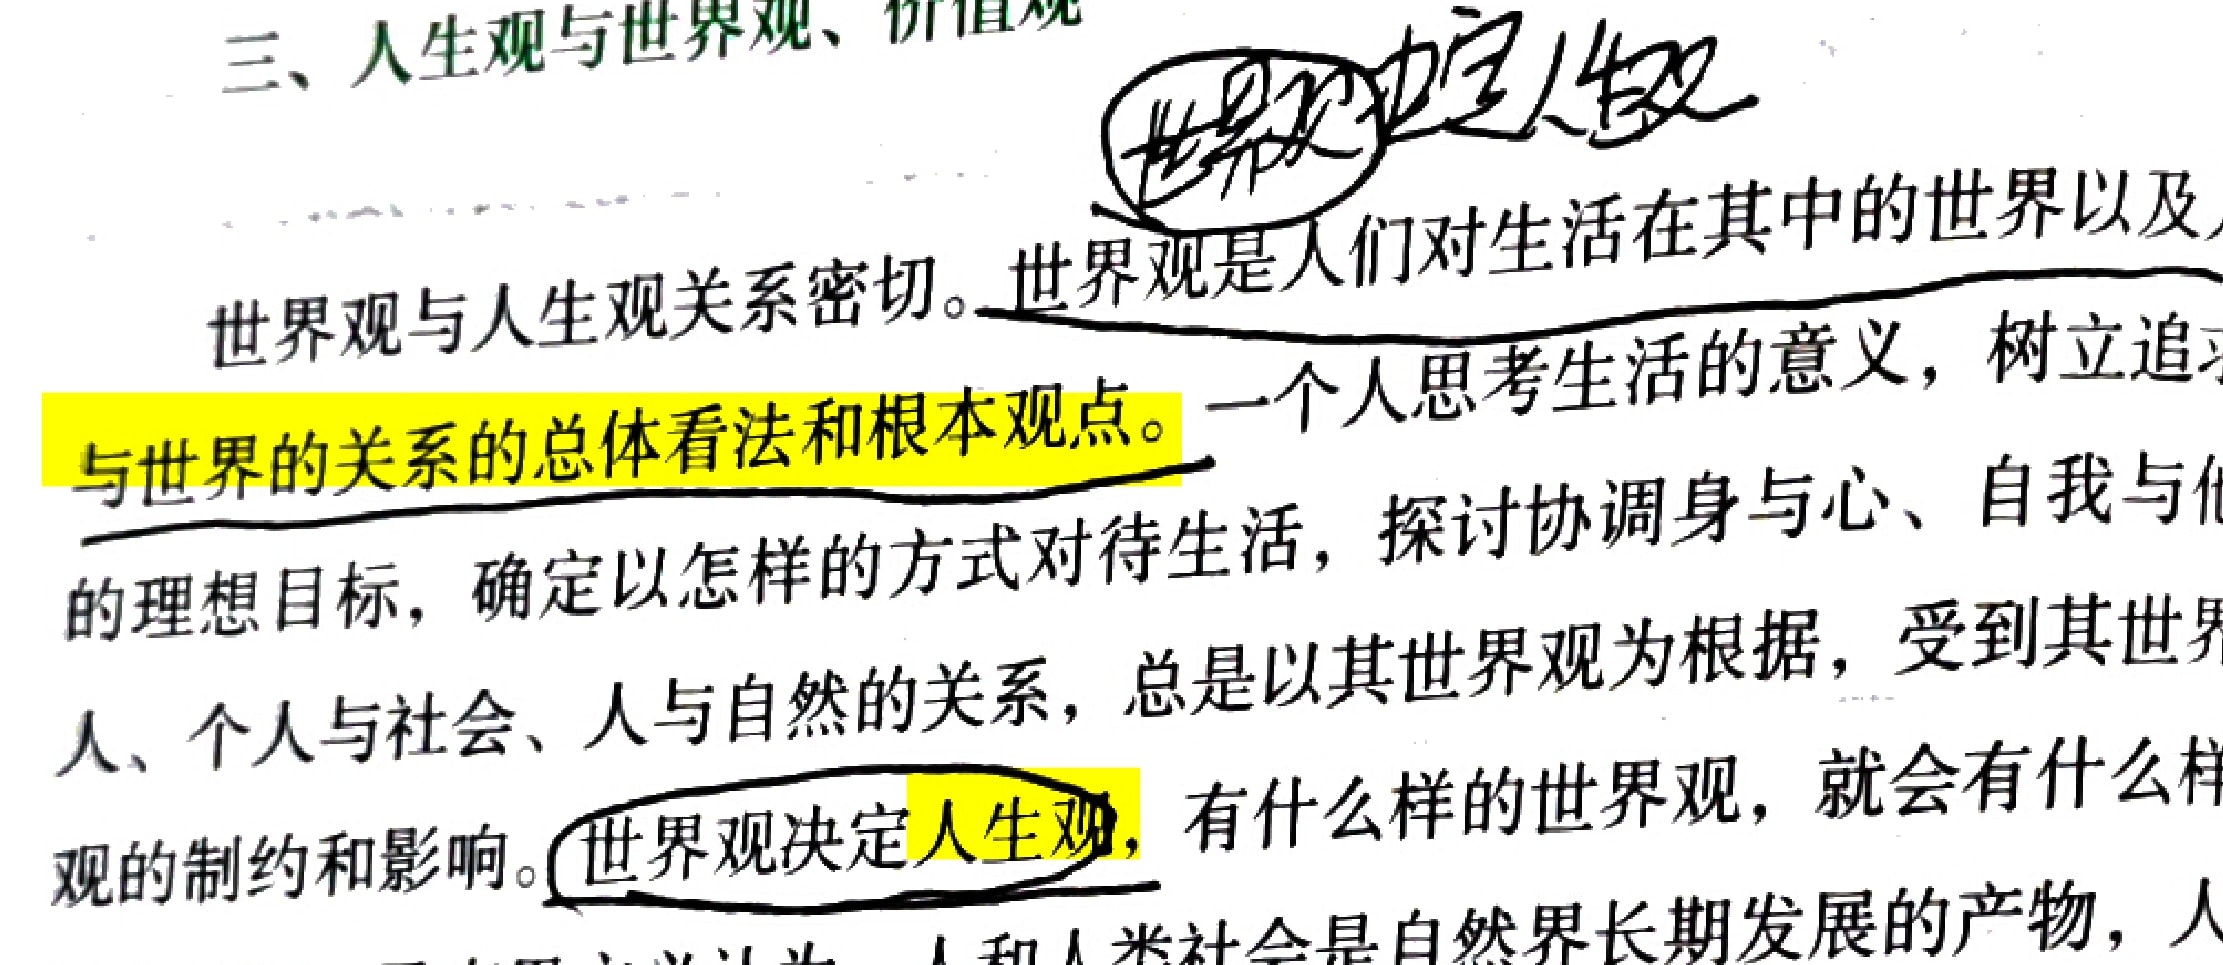 三、人生观与世界观、价值观
世界观决定人生观
世界观与人生观关系密切。世界观是人们对生活在其中的世界以及人
与世界的关系的总体看法和根本观点。一个人思考生活的意义，树立追求
的理想目标，确定以怎样的方式对待生活，探讨协调身与心、自我与他
人、个人与社会、人与自然的关系，总是以其世界观为根据，受到其世界
观的制约和影响。世界观决定人生观，有什么样的世界观，就会有什么样
人和人类社会是自然界长期发展的产物，人